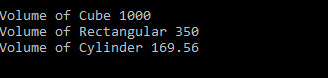 Volume of Cube 1000
Volume of Rectangular 350
Volume of Cylinder 169.56